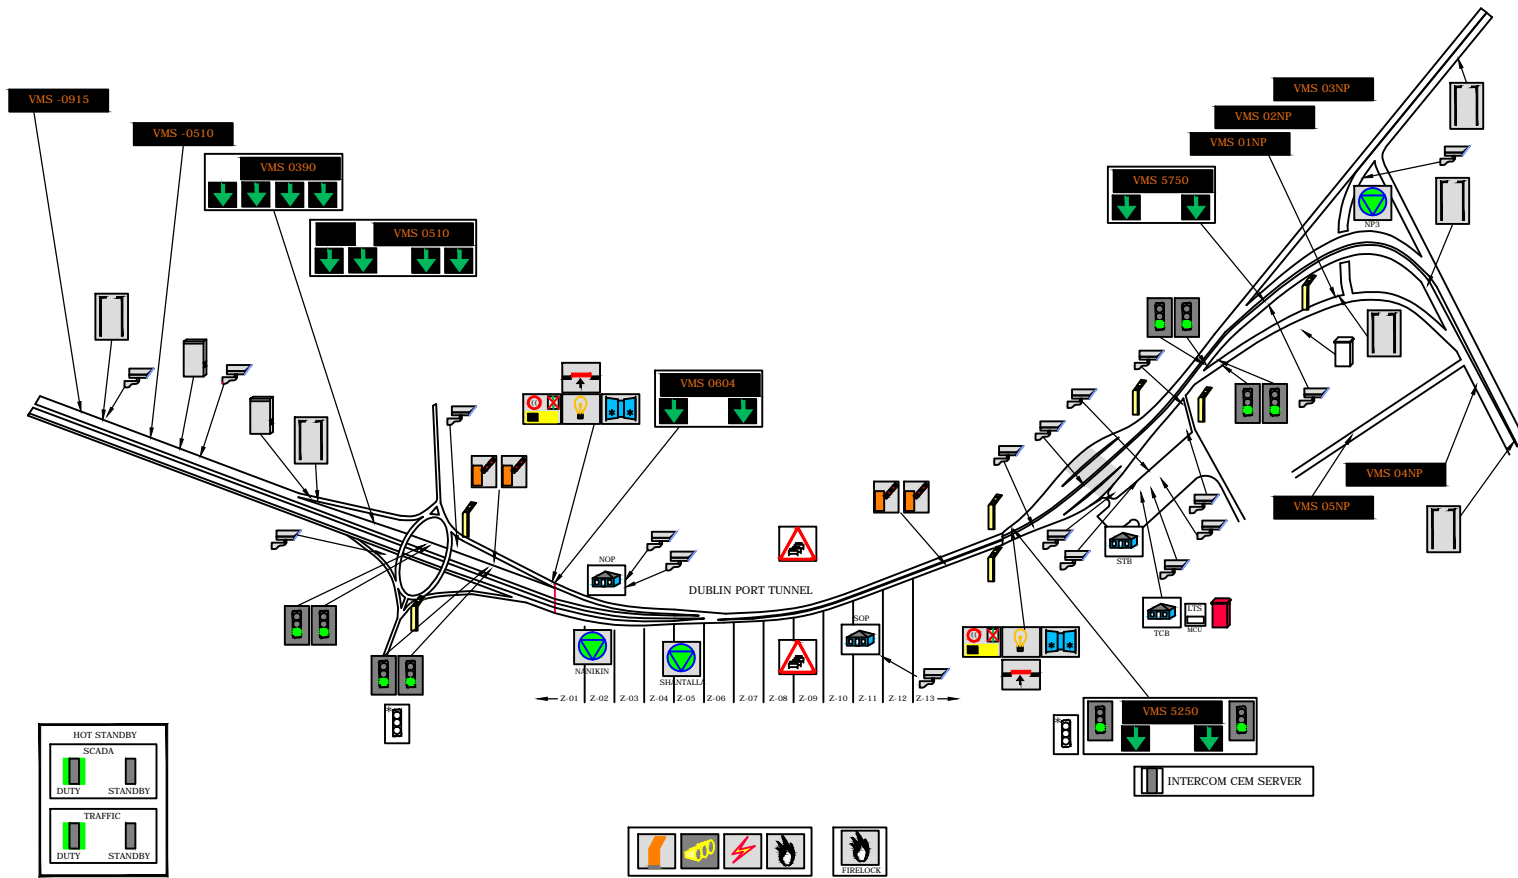 VMS 03NP
VMS -0915
VMS 02NP
VMS -0510
VMS 01NP
VMS 0390
VMS 5750
NP3
VMS 0510
VMS 0604
VMS 04NP
VMS 05NP
NOP
STB
DUBLIN PORT TUNNEL
LTS
MCU
TCB
SOP
NANIKIN
SHANTALLA
Z-01 Z-02 Z-03 Z-04 Z-05 Z-06 Z-07 Z-08 Z-09 Z-10 Z-11 Z-12 Z-13
*
VMS 5250
*
HOT STANDBY
SCADA
DUTY STANDBY
INTERCOM CEM SERVER
TRAFFIC
DUTY STANDBY
FIRELOCK